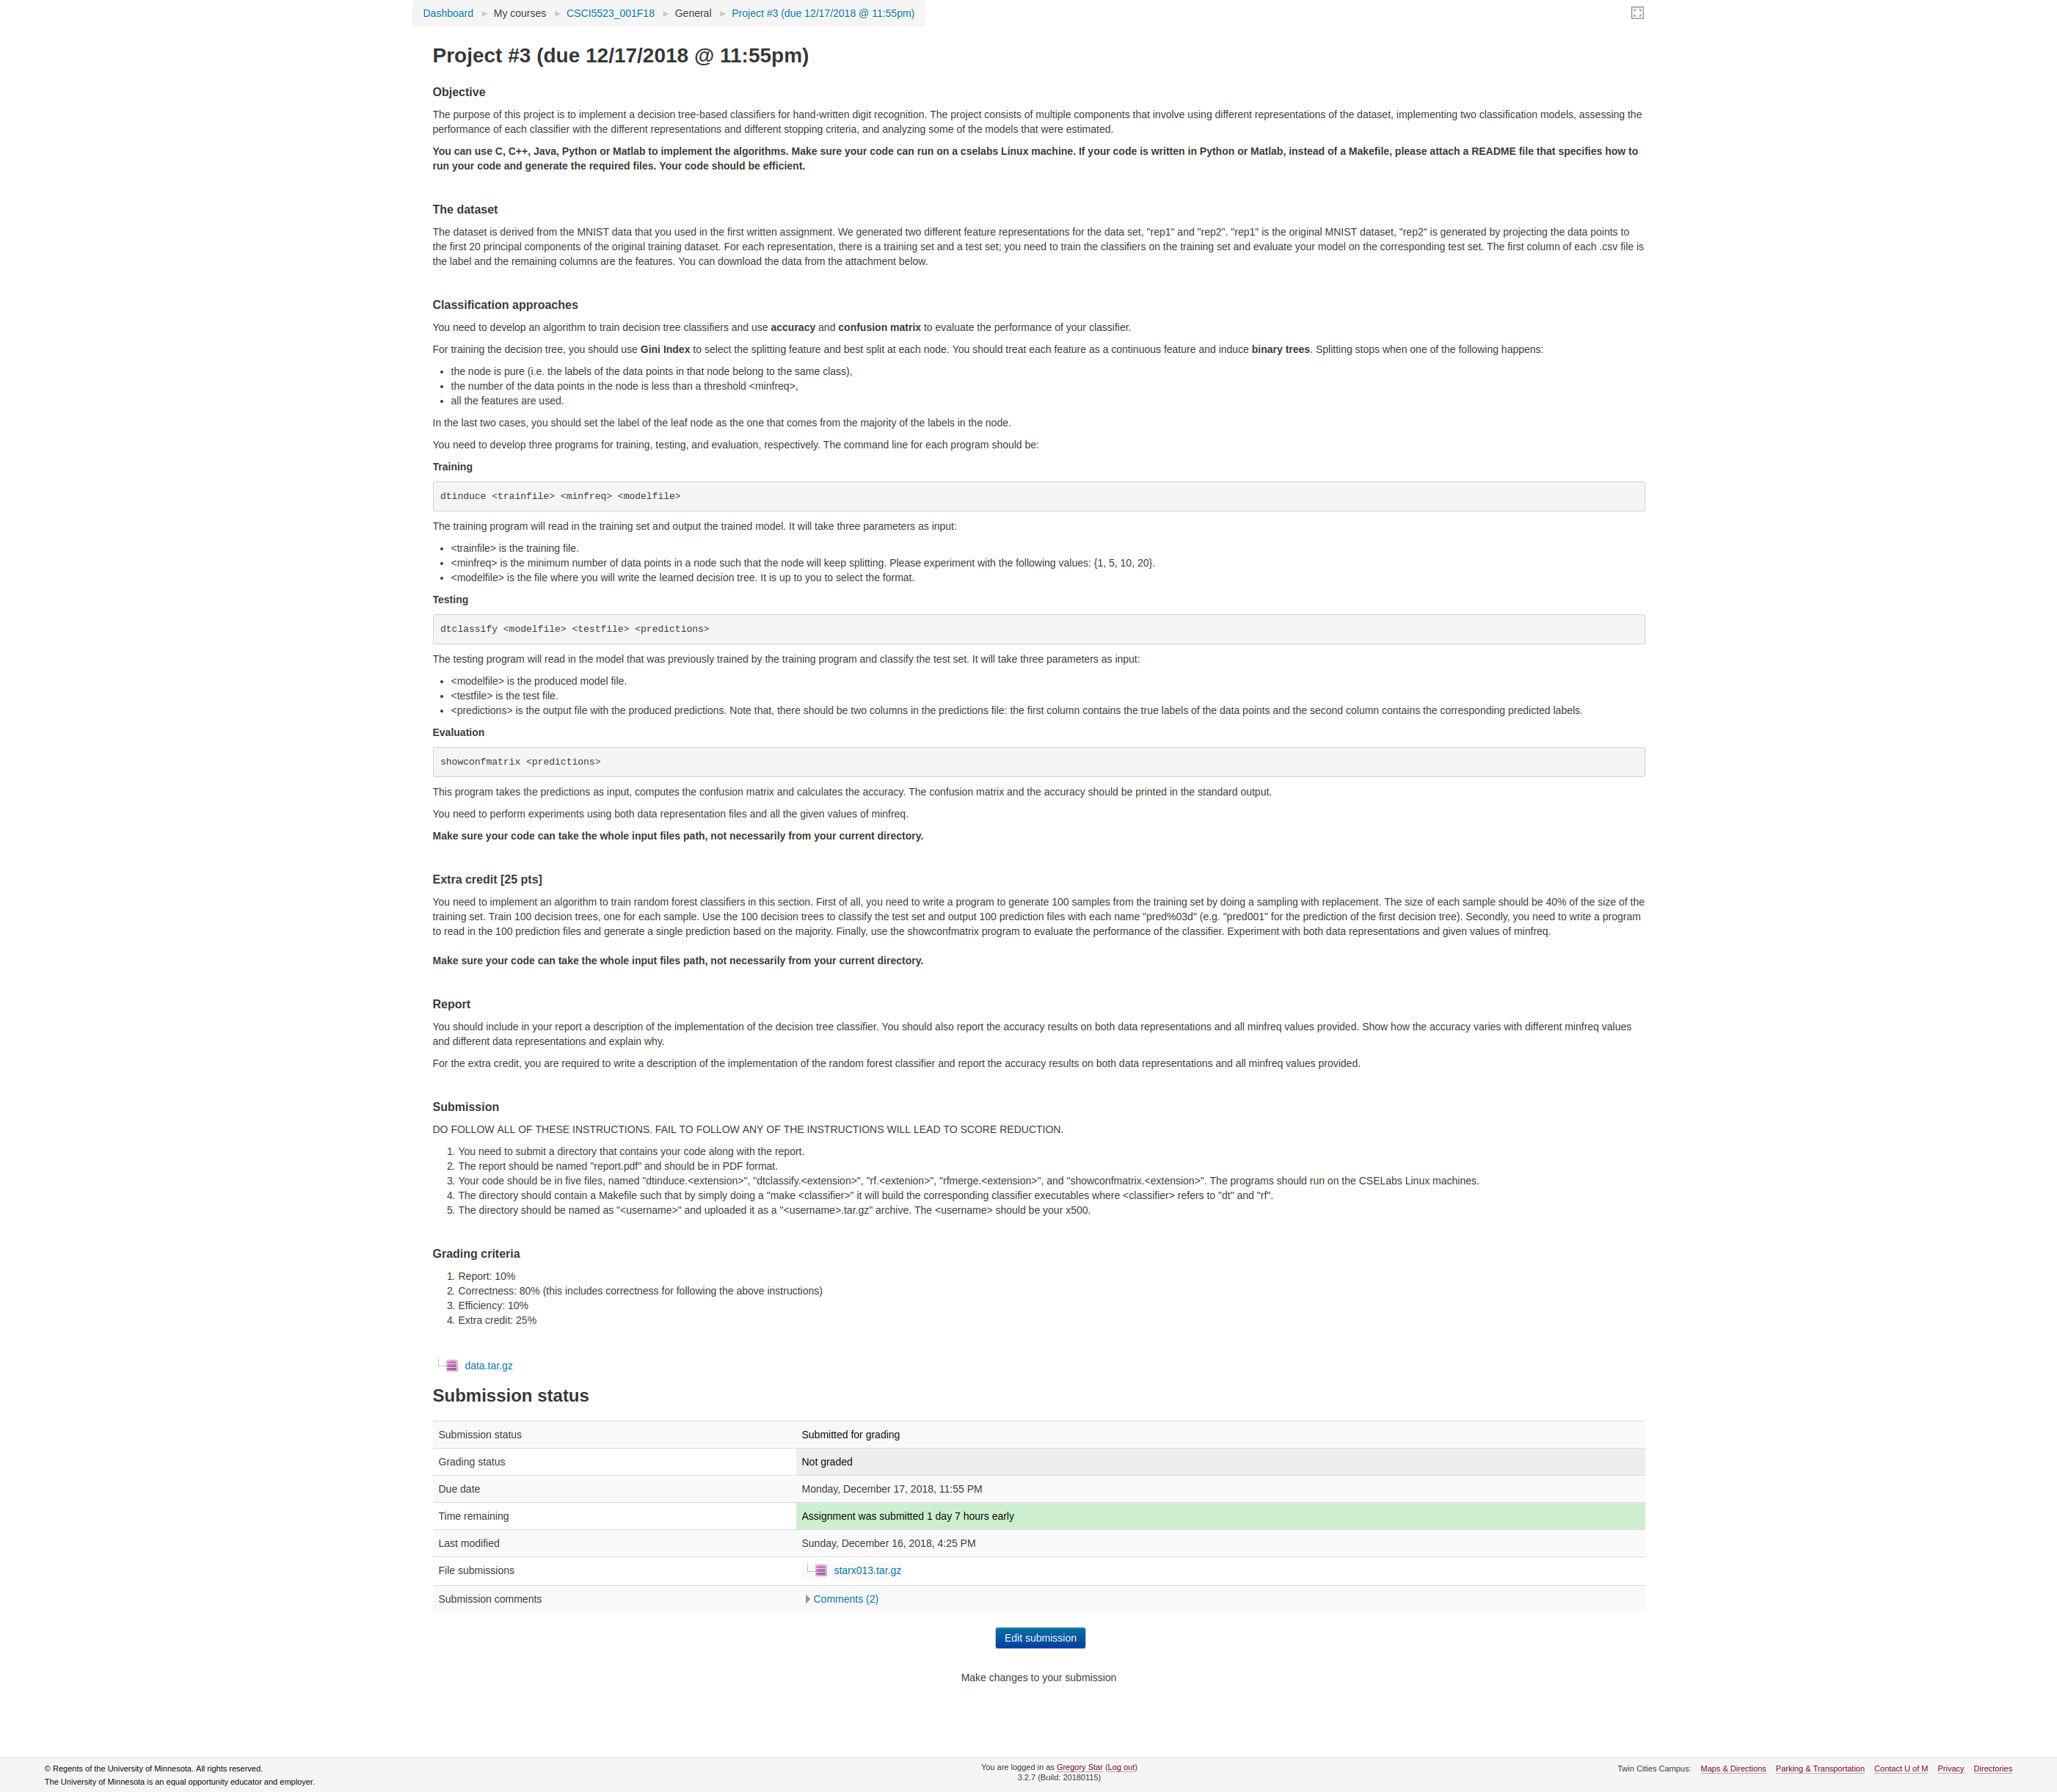 Dashboard ► My courses ► CSCI5523_001F18 ► General ► Project #3 (due 12/17/2018 @ 11:55pm)
Project #3 (due 12/17/2018 @ 11:55pm)
Objective
The purpose of this project is to implement a decision tree-based classifiers for hand-written digit recognition. The project consists of multiple components that involve using different representations of the dataset, implementing two classification models, assessing the
performance of each classifier with the different representations and different stopping criteria, and analyzing some of the models that were estimated.
You can use C, C++, Java, Python or Matlab to implement the algorithms. Make sure your code can run on a cselabs Linux machine. If your code is written in Python or Matlab, instead of a Makefile, please attach a README file that specifies how to
run your code and generate the required files. Your code should be efficient.
The dataset
The dataset is derived from the MNIST data that you used in the first written assignment. We generated two different feature representations for the data set, "rep1" and "rep2". "rep1" is the original MNIST dataset, "rep2" is generated by projecting the data points to
the first 20 principal components of the original training dataset. For each representation, there is a training set and a test set; you need to train the classifiers on the training set and evaluate your model on the corresponding test set. The first column of each .csv file is
the label and the remaining columns are the features. You can download the data from the attachment below.
Classification approaches
You need to develop an algorithm to train decision tree classifiers and use accuracy and confusion matrix to evaluate the performance of your classifier.
For training the decision tree, you should use Gini Index to select the splitting feature and best split at each node. You should treat each feature as a continuous feature and induce binary trees. Splitting stops when one of the following happens:
• the node is pure (i.e. the labels of the data points in that node belong to the same class),
• the number of the data points in the node is less than a threshold <minfreq>,
• all the features are used.
In the last two cases, you should set the label of the leaf node as the one that comes from the majority of the labels in the node.
You need to develop three programs for training, testing, and evaluation, respectively. The command line for each program should be:
Training
dtinduce <trainfile> <minfreq> <modelfile>
The training program will read in the training set and output the trained model. It will take three parameters as input:
• <trainfile> is the training file.
• <minfreq> is the minimum number of data points in a node such that the node will keep splitting. Please experiment with the following values: {1, 5, 10, 20}.
• <modelfile> is the file where you will write the learned decision tree. It is up to you to select the format.
Testing
dtclassify <modelfile> <testfile> <predictions>
The testing program will read in the model that was previously trained by the training program and classify the test set. It will take three parameters as input:
• <modelfile> is the produced model file.
• <testfile> is the test file.
• <predictions> is the output file with the produced predictions. Note that, there should be two columns in the predictions file: the first column contains the true labels of the data points and the second column contains the corresponding predicted labels.
Evaluation
showconfmatrix <predictions>
This program takes the predictions as input, computes the confusion matrix and calculates the accuracy. The confusion matrix and the accuracy should be printed in the standard output.
You need to perform experiments using both data representation files and all the given values of minfreq.
Make sure your code can take the whole input files path, not necessarily from your current directory.
Extra credit [25 pts]
You need to implement an algorithm to train random forest classifiers in this section. First of all, you need to write a program to generate 100 samples from the training set by doing a sampling with replacement. The size of each sample should be 40% of the size of the
training set. Train 100 decision trees, one for each sample. Use the 100 decision trees to classify the test set and output 100 prediction files with each name "pred%03d" (e.g. "pred001" for the prediction of the first decision tree). Secondly, you need to write a program
to read in the 100 prediction files and generate a single prediction based on the majority. Finally, use the showconfmatrix program to evaluate the performance of the classifier. Experiment with both data representations and given values of minfreq.
Make sure your code can take the whole input files path, not necessarily from your current directory.
Report
You should include in your report a description of the implementation of the decision tree classifier. You should also report the accuracy results on both data representations and all minfreq values provided. Show how the accuracy varies with different minfreq values
and different data representations and explain why.
For the extra credit, you are required to write a description of the implementation of the random forest classifier and report the accuracy results on both data representations and all minfreq values provided.
Submission
DO FOLLOW ALL OF THESE INSTRUCTIONS. FAIL TO FOLLOW ANY OF THE INSTRUCTIONS WILL LEAD TO SCORE REDUCTION.
1. You need to submit a directory that contains your code along with the report.
2. The report should be named "report.pdf" and should be in PDF format.
3. Your code should be in five files, named "dtinduce.<extension>", "dtclassify.<extension>", "rf.<extenion>", "rfmerge.<extension>", and "showconfmatrix.<extension>". The programs should run on the CSELabs Linux machines.
4. The directory should contain a Makefile such that by simply doing a "make <classifier>" it will build the corresponding classifier executables where <classifier> refers to "dt" and "rf".
5. The directory should be named as "<username>" and uploaded it as a "<username>.tar.gz" archive. The <username> should be your x500.
Grading criteria
1. Report: 10%
2. Correctness: 80% (this includes correctness for following the above instructions)
3. Efficiency: 10%
4. Extra credit: 25%
data.tar.gz
Submission status
Submission status Submitted for grading
Grading status Not graded
Due date Monday, December 17, 2018, 11:55 PM
Time remaining Assignment was submitted 1 day 7 hours early
Last modified Sunday, December 16, 2018, 4:25 PM
File submissions starx013.tar.gz
Submission comments Comments (2)
Edit submission
Make changes to your submission
© Regents of the University of Minnesota. All rights reserved.
The University of Minnesota is an equal opportunity educator and employer.
You are logged in as Gregory Star (Log out)
3.2.7 (Build: 20180115)
Twin Cities Campus: Maps & Directions Parking & Transportation Contact U of M Privacy Directories